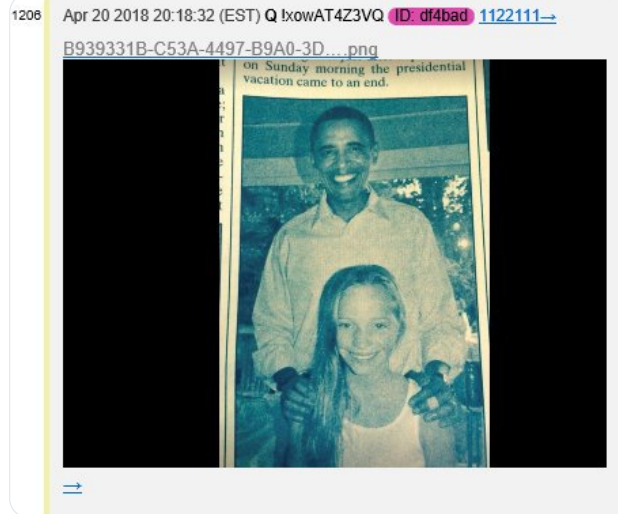 1206
Apr 20 2018 20:18:32 (EST) Q !xowAT4Z3VQ ID: df4bad 1122111→
B939331B-C53A-4497-B9A0-3D….png
on Sunday morning the presidential
vacation came to an end.
→